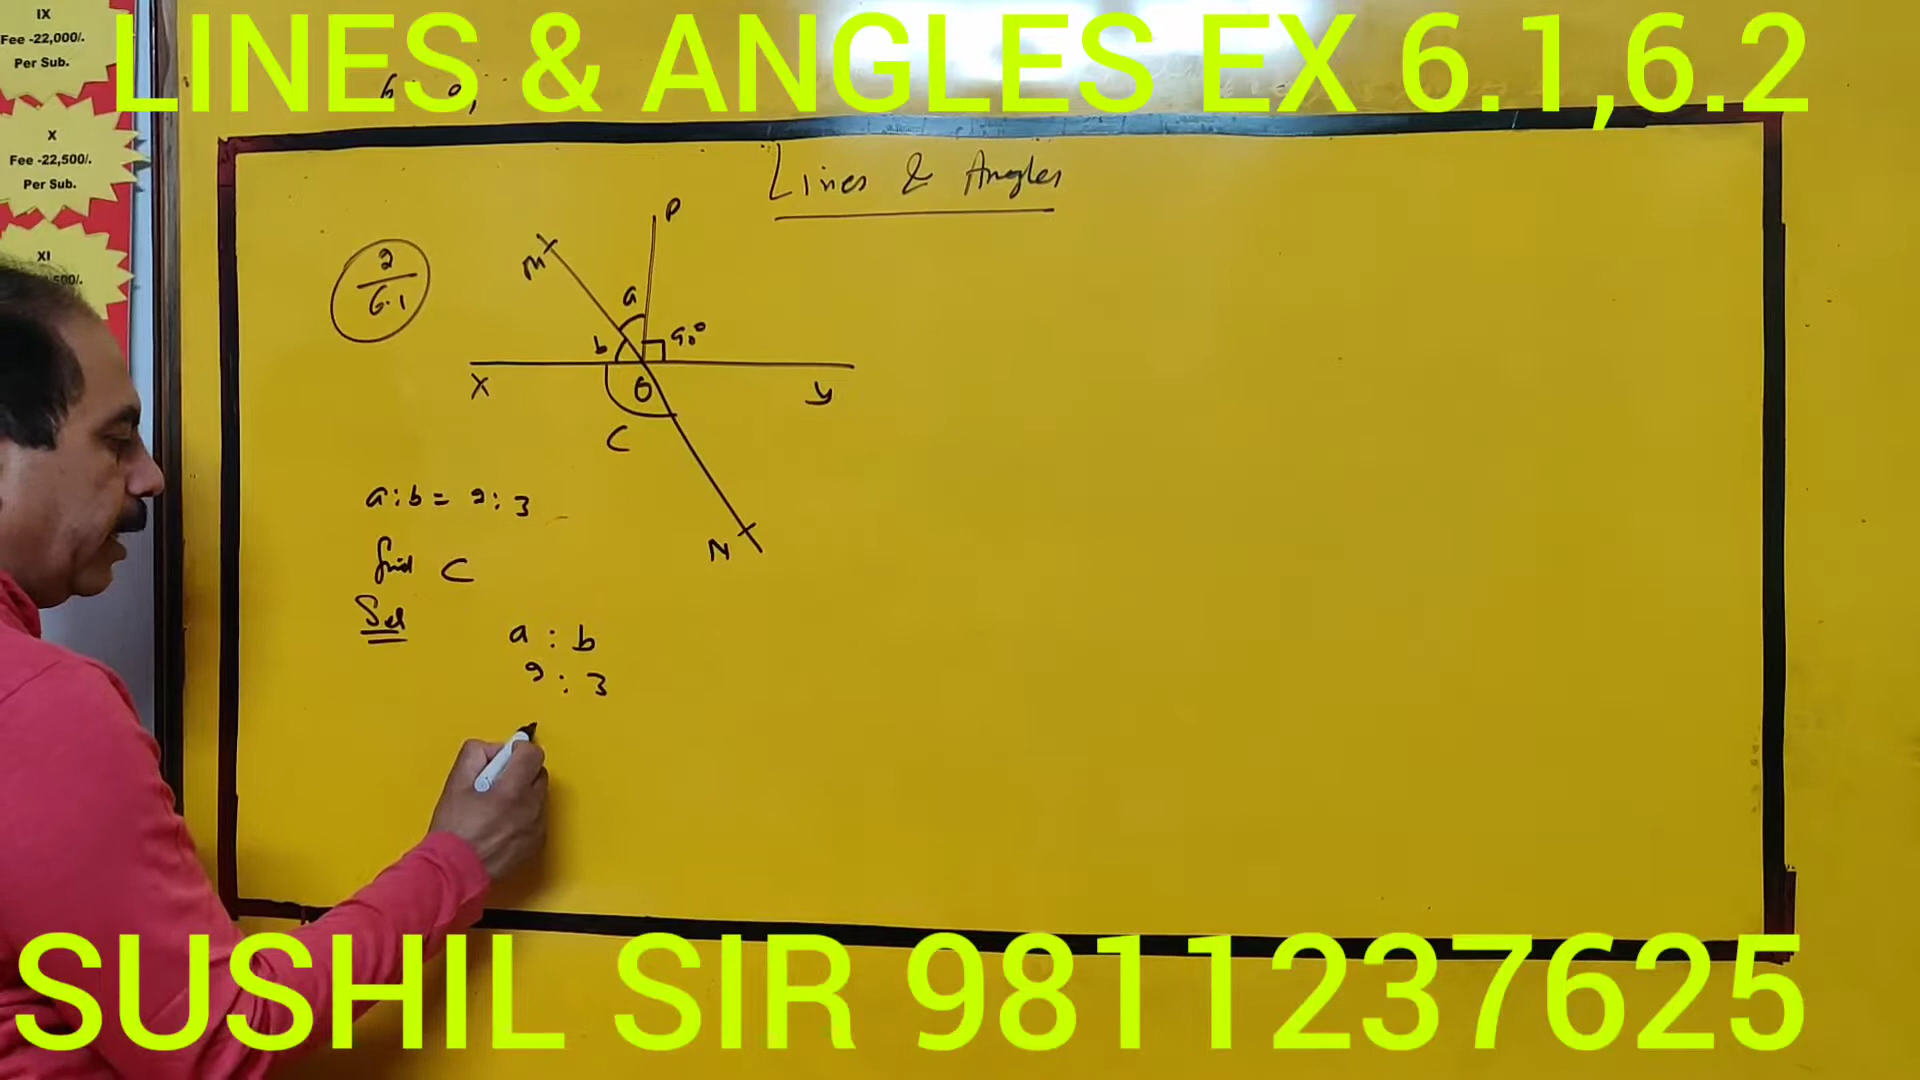 IX
Fee -22,000/.
Per Sub.
X
Fee -22,500/.
Per Sub.
XI
500/.
LINES & ANGLES EX 6.1,6.2
Lines & Angles
2
6.1
P
M
a
b
90°
X
O
Y
C
N
a:b = 2:3
find C
Sol
a : b
2 : 3
SUSHIL SIR 9811237625